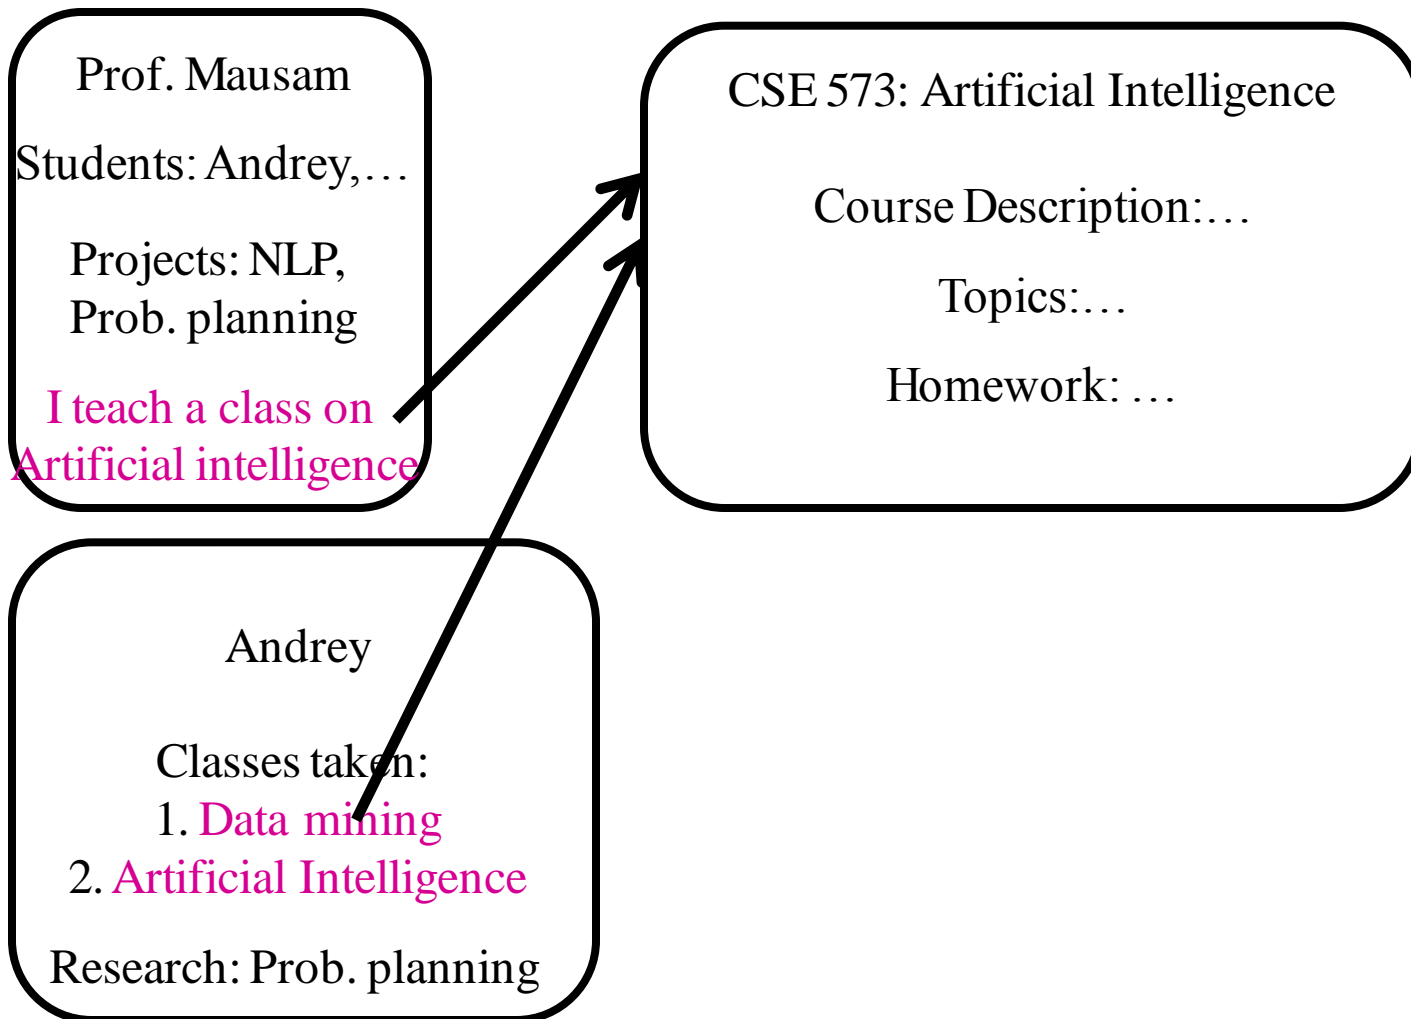 Prof. Mausam
Students: Andrey,…
Projects: NLP,
Prob. planning
I teach a class on
Artificial intelligence
CSE 573: Artificial Intelligence
Course Description:…
Topics:…
Homework: …
Andrey
Classes taken:
1. Data mining
2. Artificial Intelligence
Research: Prob. planning